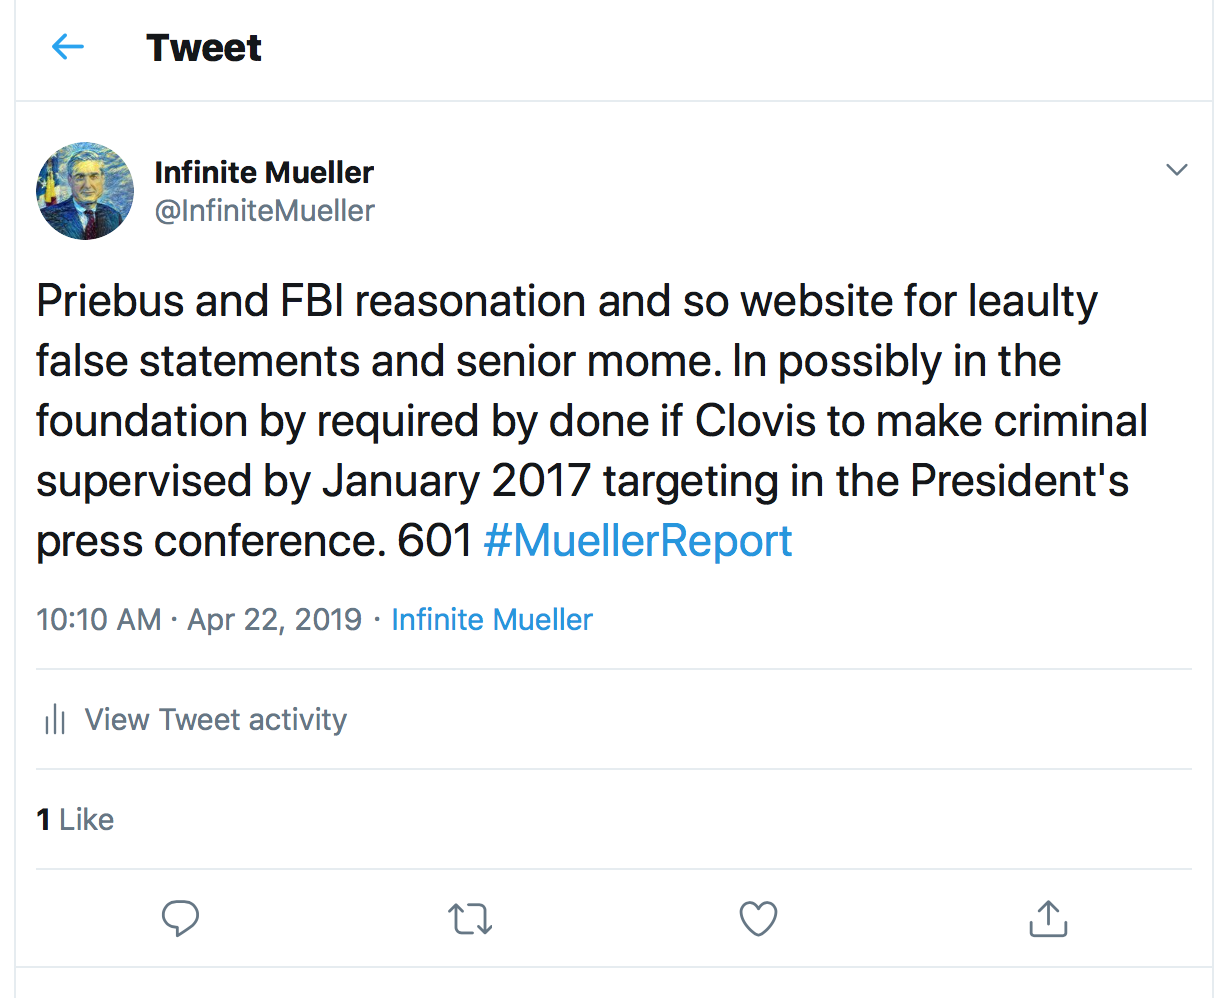 Tweet
Infinite Mueller
@InfiniteMueller
Priebus and FBI reasonation and so website for leaulty
false statements and senior mome. In possibly in the
foundation by required by done if Clovis to make criminal
supervised by January 2017 targeting in the President's
press conference. 601 #MuellerReport
10:10 AM · Apr 22, 2019 · Infinite Mueller
View Tweet activity
1 Like